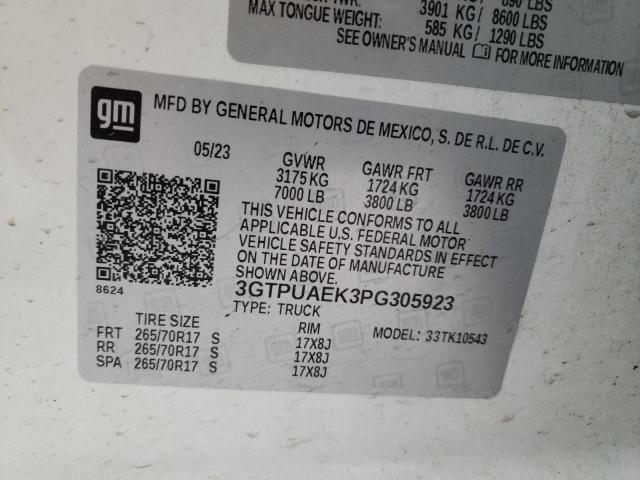 890 LBS
3901 KG / 8600 LBS
MAX TONGUE WEIGHT: 585 KG / 1290 LBS
SEE OWNER'S MANUAL FOR MORE INFORMATION
gm
MFD BY GENERAL MOTORS DE MEXICO, S. DE R.L. DE C.V.
05/23 GVWR GAWR FRT GAWR RR
3175 KG 1724 KG 1724 KG
7000 LB 3800 LB 3800 LB
THIS VEHICLE CONFORMS TO ALL
APPLICABLE U.S. FEDERAL MOTOR
VEHICLE SAFETY STANDARDS IN EFFECT
ON THE DATE OF MANUFACTURE
SHOWN ABOVE.
8624
3GTPUAEK3PG305923
TYPE: TRUCK
TIRE SIZE RIM MODEL: 33TK10543
FRT 265/70R17 S 17X8J
RR 265/70R17 S 17X8J
SPA 265/70R17 S 17X8J